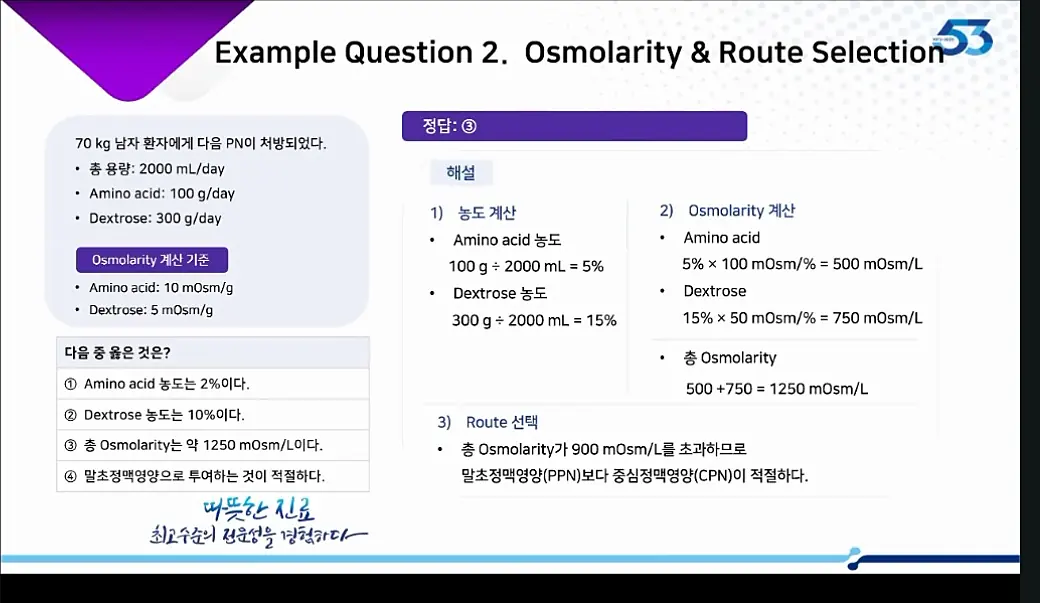 Example Question 2. Osmolarity & Route Selection
53
70 kg 남자 환자에게 다음 PN이 처방되었다.
• 총 용량: 2000 mL/day
• Amino acid: 100 g/day
• Dextrose: 300 g/day
Osmolarity 계산 기준
• Amino acid: 10 mOsm/g
• Dextrose: 5 mOsm/g
다음 중 옳은 것은?
① Amino acid 농도는 2%이다.
② Dextrose 농도는 10%이다.
③ 총 Osmolarity는 약 1250 mOsm/L이다.
④ 말초정맥영양으로 투여하는 것이 적절하다.
따뜻한 진료
최고수준의 전문성을 경험하다
정답: ③
해설
1) 농도 계산
• Amino acid 농도
100 g ÷ 2000 mL = 5%
• Dextrose 농도
300 g ÷ 2000 mL = 15%
2) Osmolarity 계산
• Amino acid
5% × 100 mOsm/% = 500 mOsm/L
• Dextrose
15% × 50 mOsm/% = 750 mOsm/L
• 총 Osmolarity
500 +750 = 1250 mOsm/L
3) Route 선택
• 총 Osmolarity가 900 mOsm/L를 초과하므로
말초정맥영양(PPN)보다 중심정맥영양(CPN)이 적절하다.